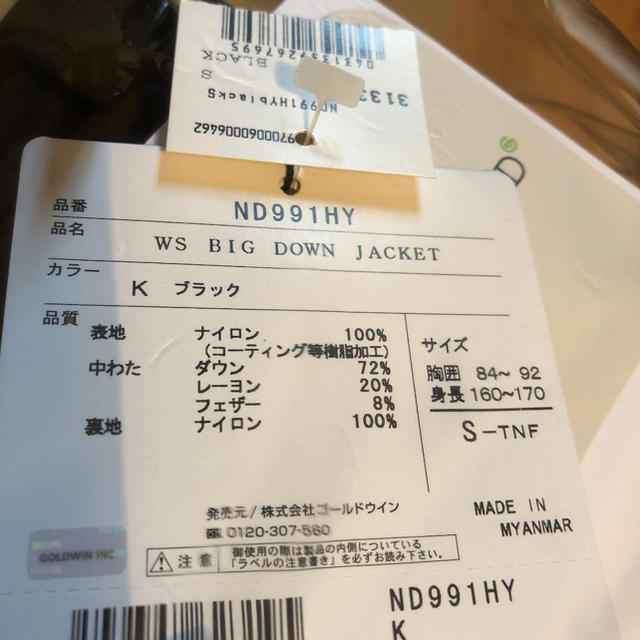 S BLACK
ND991HYblackS
9700060006462
品番 ND991HY
品名 WS BIG DOWN JACKET
カラー K ブラック
品質
表地 ナイロン 100%
(コーティング等樹脂加工)
中わた ダウン 72%
レーヨン 20%
フェザー 8%
裏地 ナイロン 100%
サイズ
胸囲 84~ 92
身長 160~170
S-TNF
発売元/株式会社ゴールドウイン
0120-307-560
MADE IN
MYANMAR
GOLDWIN INC.
注意 御使用の際は製品の内側についている
「ラベルの注意書き」を必ずお読み下さい。
ND991HY
K